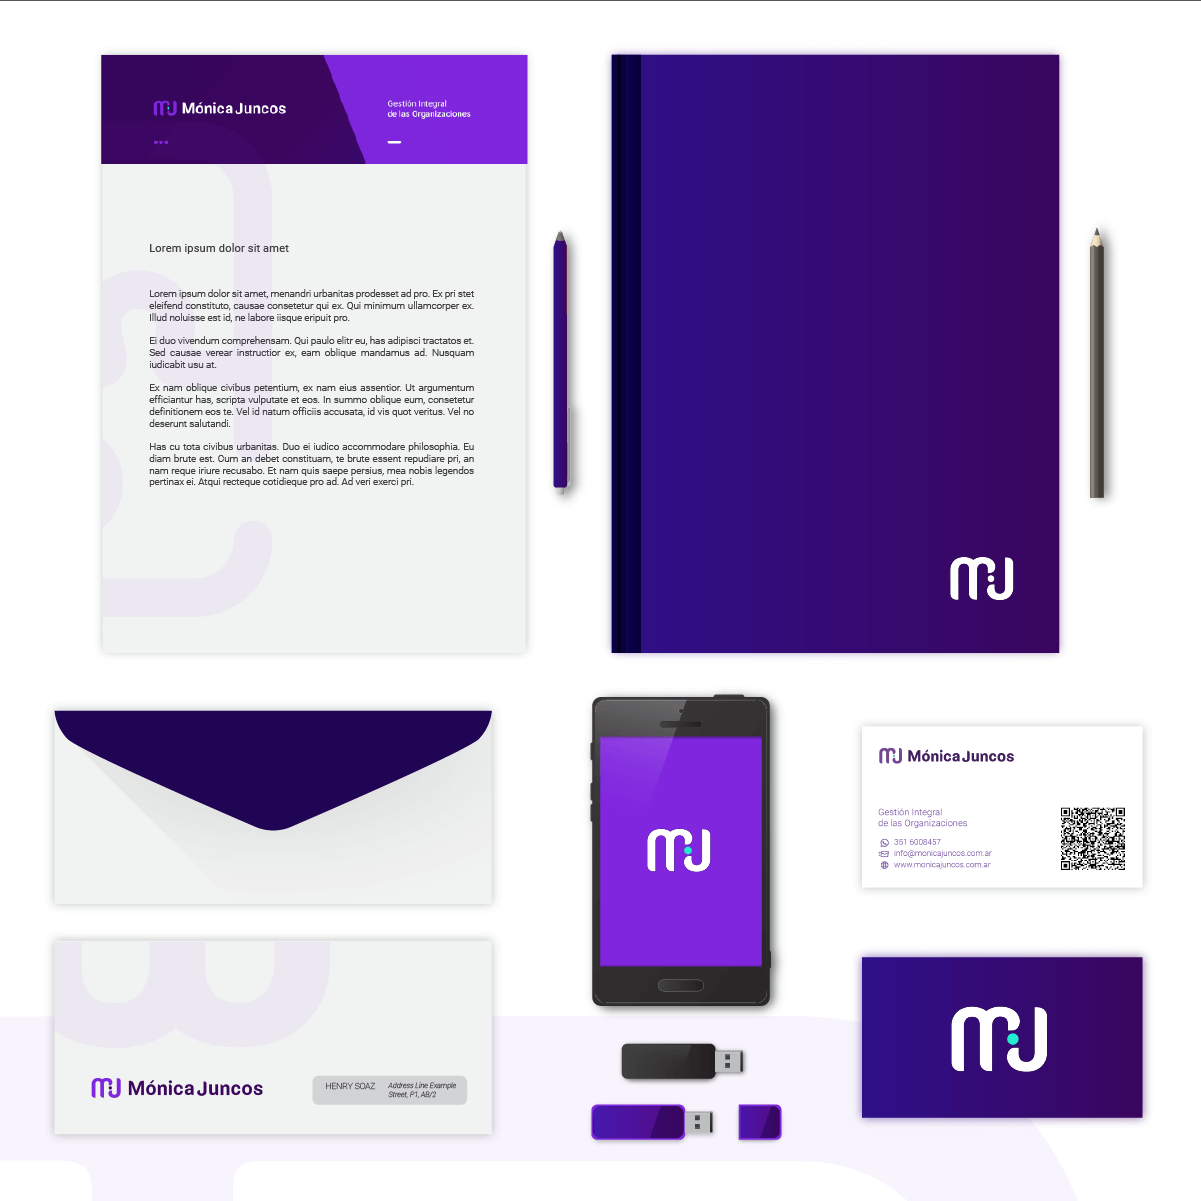 mJ Mónica Juncos
Gestión Integral
de las Organizaciones
Lorem ipsum dolor sit amet
Lorem ipsum dolor sit amet, menandri urbanitas prodesset ad pro. Ex pri stet
eleifend constituto, causae consetetur qui ex. Qui minimum ullamcorper ex.
Illud noluisse est id, ne labore iisque eripuit pro.
Ei duo vivendum comprehensam. Qui paulo elitr eu, has adipisci tractatos et.
Sed causae verear instructior ex, eam oblique mandamus ad. Nusquam
iudicabit usu at.
Ex nam oblique civibus petentium, ex nam eius assentior. Ut argumentum
efficiantur has, scripta vulputate et eos. In summo oblique eum, consetetur
definitionem eos te. Vel id natum officiis accusata, id vis quot veritus. Vel no
deserunt salutandi.
Has cu tota civibus urbanitas. Duo ei iudico accommodare philosophia. Eu
diam brute est. Cum an debet constituam, te brute essent repudiare pri, an
nam reque iriure recusabo. Et nam quis saepe persius, mea nobis legendos
pertinax ei. Atqui recteque cotidieque pro ad. Ad veri exerci pri.
mJ
mJ
mJ Mónica Juncos
Gestión Integral
de las Organizaciones
351 6008457
info@monicajuncos.com.ar
www.monicajuncos.com.ar
mJ
mJ Mónica Juncos
HENRY SOAZ
Address Line Example
Street, P1, AB/2